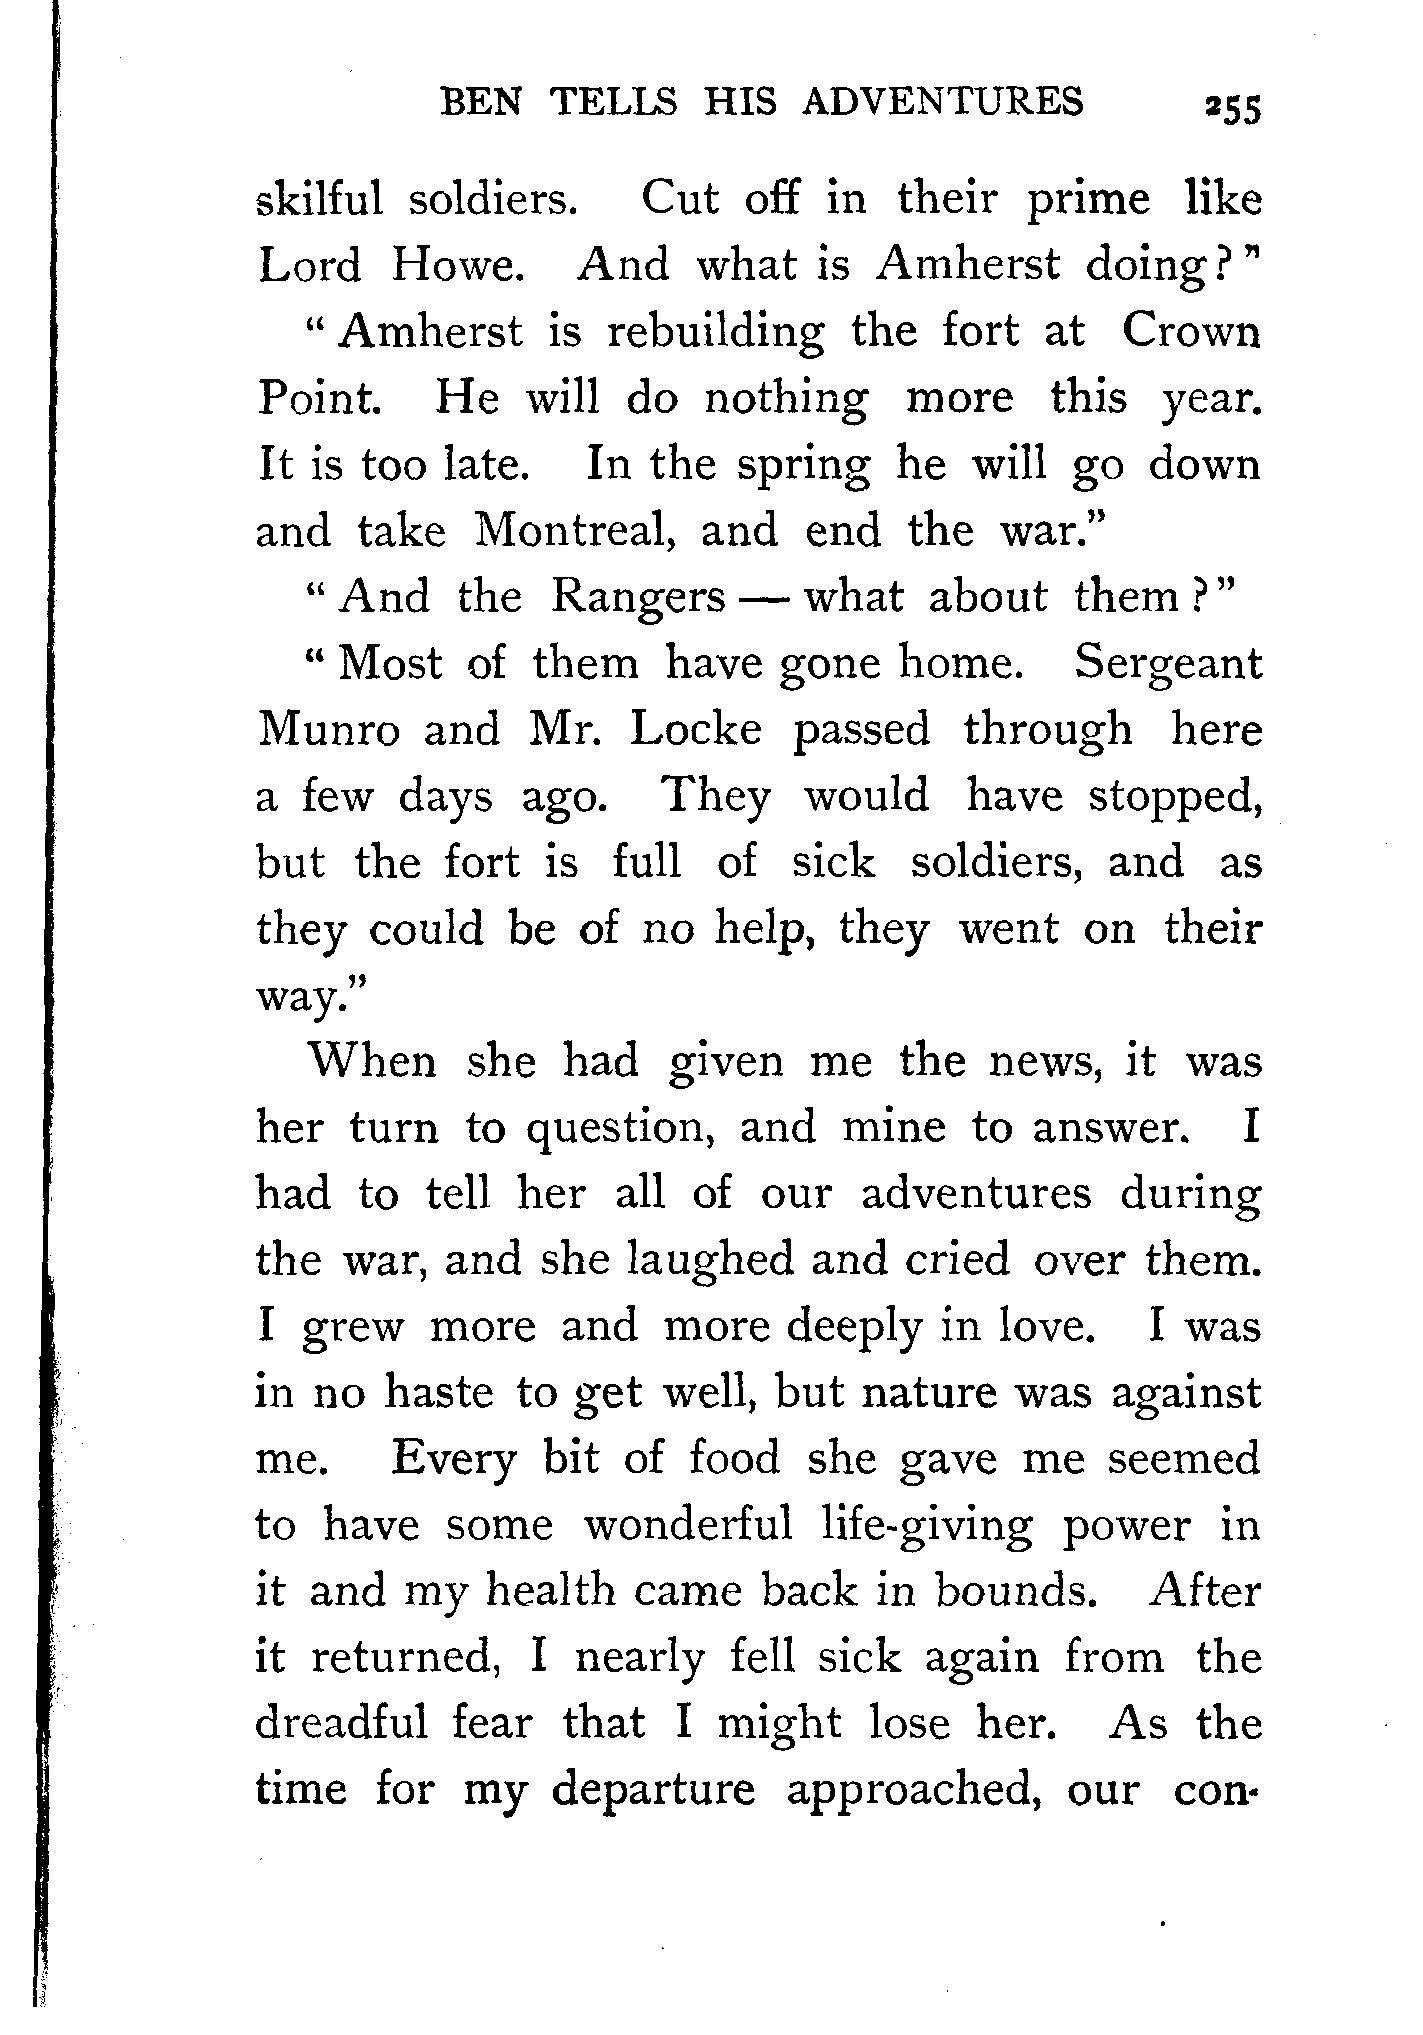 BEN TELLS HIS ADVENTURES 255
skilful soldiers. Cut off in their prime like
Lord Howe. And what is Amherst doing?"
"Amherst is rebuilding the fort at Crown
Point. He will do nothing more this year.
It is too late. In the spring he will go down
and take Montreal, and end the war."
"And the Rangers — what about them?"
"Most of them have gone home. Sergeant
Munro and Mr. Locke passed through here
a few days ago. They would have stopped,
but the fort is full of sick soldiers, and as
they could be of no help, they went on their
way."
When she had given me the news, it was
her turn to question, and mine to answer. I
had to tell her all of our adventures during
the war, and she laughed and cried over them.
I grew more and more deeply in love. I was
in no haste to get well, but nature was against
me. Every bit of food she gave me seemed
to have some wonderful life-giving power in
it and my health came back in bounds. After
it returned, I nearly fell sick again from the
dreadful fear that I might lose her. As the
time for my departure approached, our con-